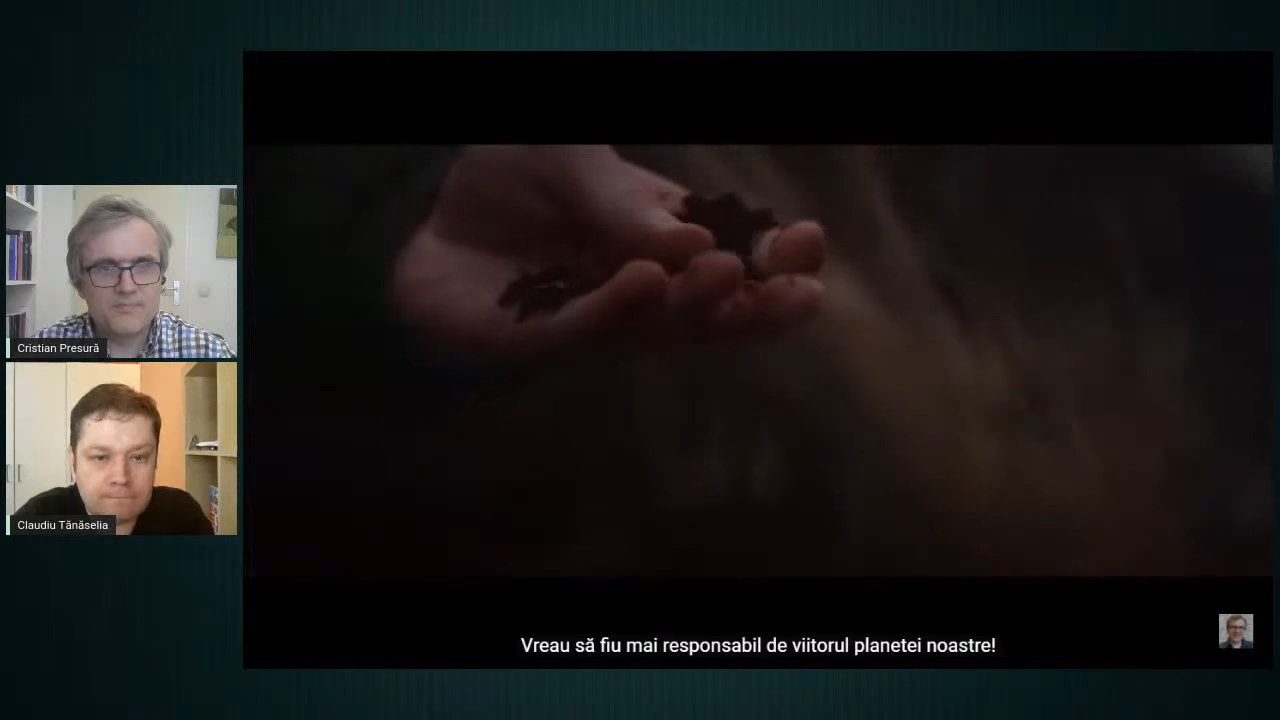 Cristian Presură
Claudiu Tănăselia
Vreau să fiu mai responsabil de viitorul planetei noastre!